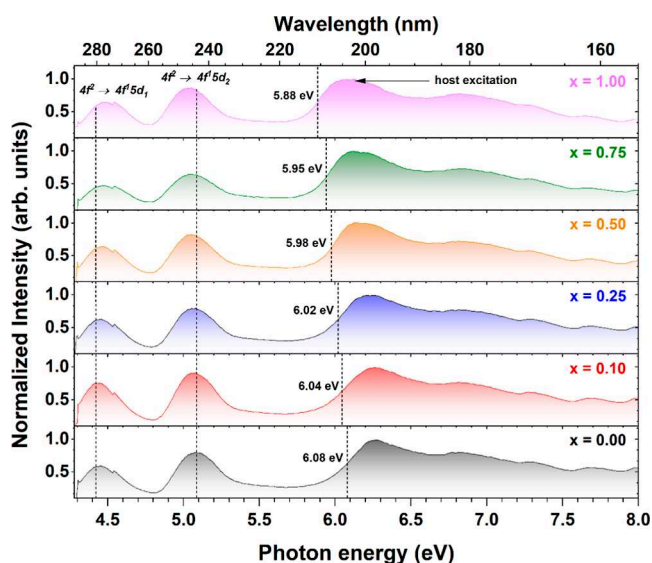 Wavelength (nm)
280 260 240 220 200 180 160
1.0 4f² → 4f¹5d₁ 4f² → 4f¹5d₂ 5.88 eV host excitation x = 1.00
0.5
1.0 5.95 eV x = 0.75
0.5
1.0 5.98 eV x = 0.50
0.5
1.0 6.02 eV x = 0.25
0.5
1.0 6.04 eV x = 0.10
0.5
1.0 6.08 eV x = 0.00
0.5
4.5 5.0 5.5 6.0 6.5 7.0 7.5 8.0
Photon energy (eV)
Normalized Intensity (arb. units)